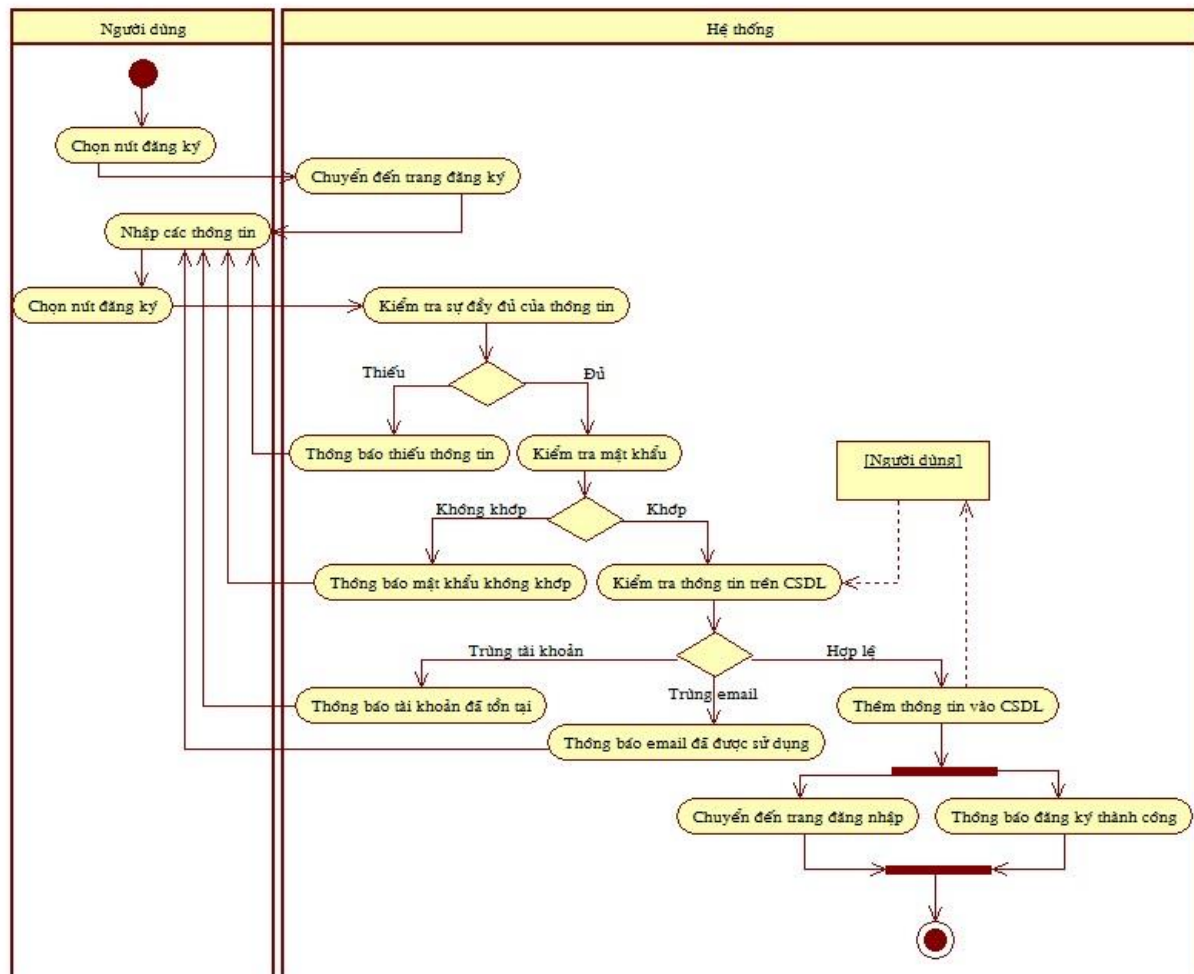 Người dùng
Hệ thống
Chọn nút đăng ký
Chuyển đến trang đăng ký
Nhập các thông tin
Chọn nút đăng ký
Kiểm tra sự đầy đủ của thông tin
Thiếu
Đủ
Thông báo thiếu thông tin
Kiểm tra mật khẩu
[Người dùng]
Không khớp
Khớp
Thông báo mật khẩu không khớp
Kiểm tra thông tin trên CSDL
Trùng tài khoản
Hợp lệ
Trùng email
Thông báo tài khoản đã tồn tại
Thêm thông tin vào CSDL
Thông báo email đã được sử dụng
Chuyển đến trang đăng nhập
Thông báo đăng ký thành công